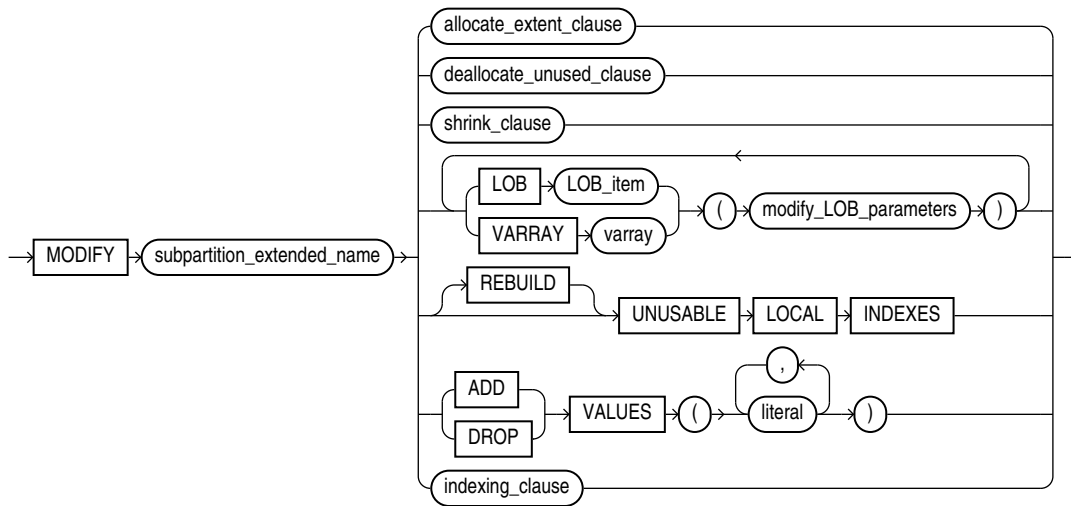 allocate_extent_clause
deallocate_unused_clause
shrink_clause
LOB LOB_item
VARRAY varray
( modify_LOB_parameters )
MODIFY subpartition_extended_name
REBUILD
UNUSABLE LOCAL INDEXES
ADD
DROP
VALUES ( literal )
,
indexing_clause